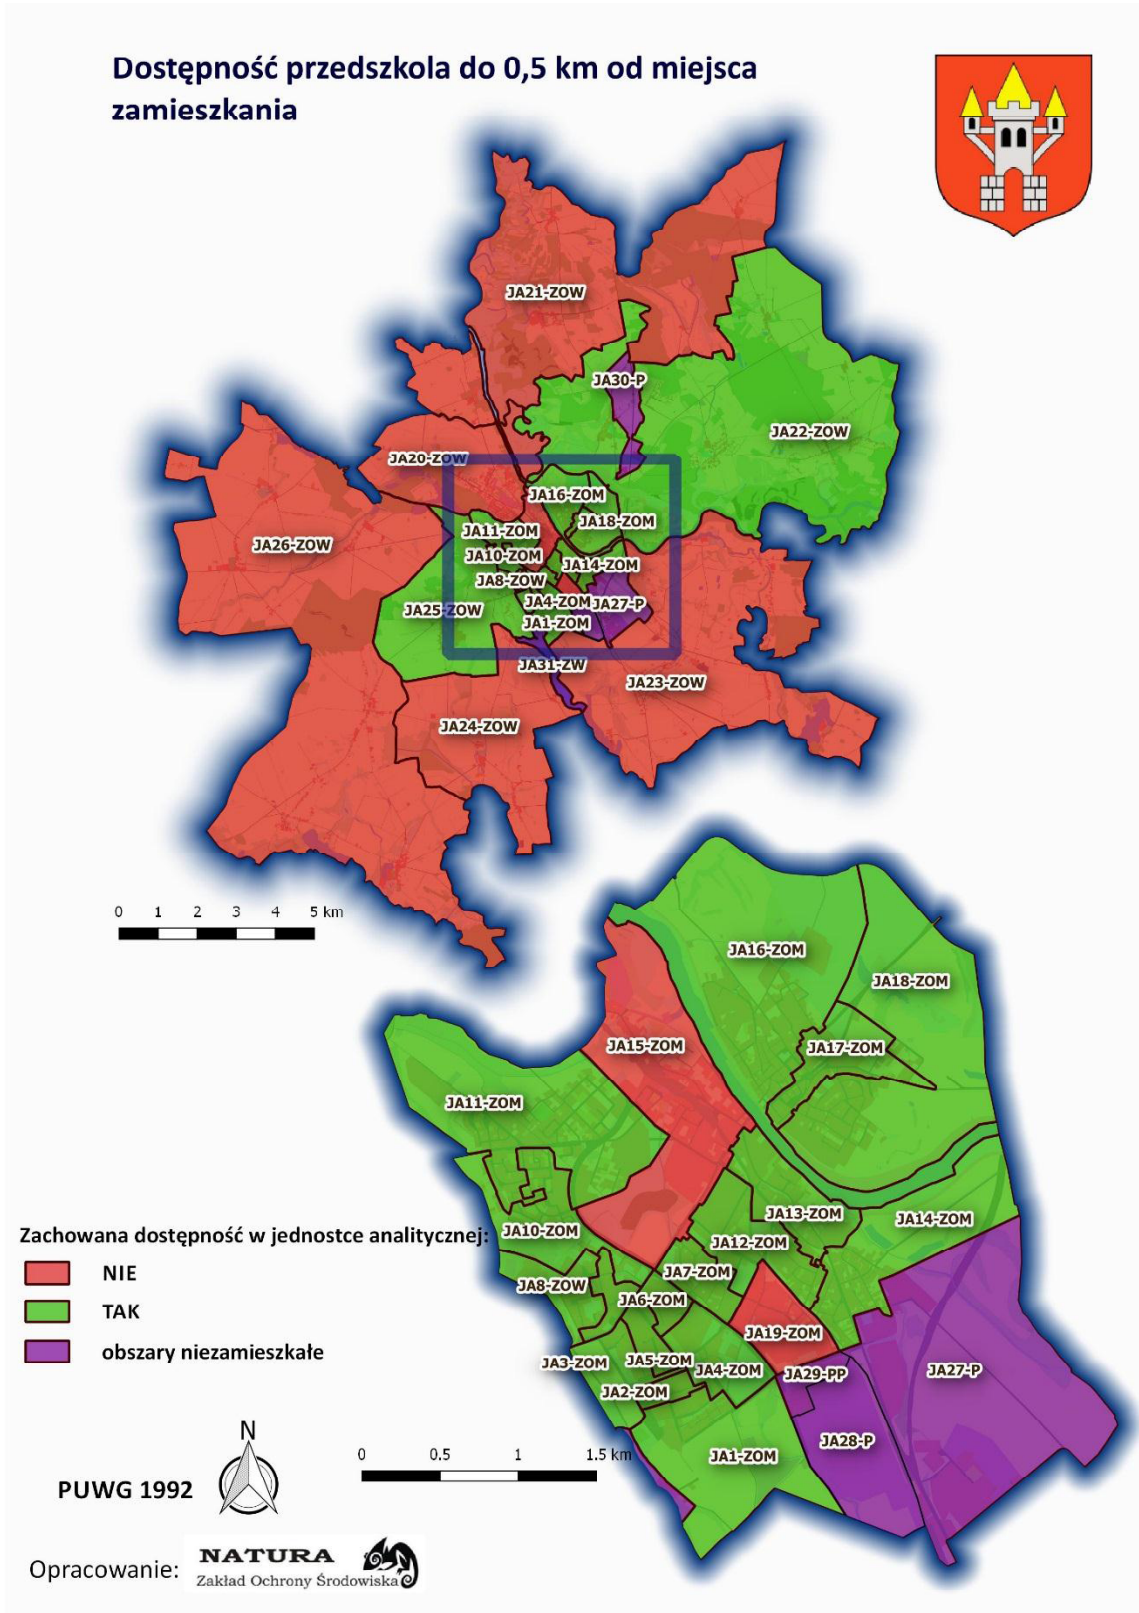 Dostępność przedszkola do 0,5 km od miejsca
zamieszkania
JA21-ZOW
JA30-P
JA22-ZOW
JA20-ZOW
JA16-ZOM
JA18-ZOM
JA11-ZOM
JA26-ZOW
JA10-ZOM
JA14-ZOM
JA8-ZOW
JA4-ZOM
JA27-P
JA25-ZOW
JA1-ZOM
JA31-ZW
JA23-ZOW
JA24-ZOW
0 1 2 3 4 5 km
JA16-ZOM
JA18-ZOM
JA15-ZOM
JA17-ZOM
JA11-ZOM
JA13-ZOM
JA14-ZOM
JA10-ZOM
JA12-ZOM
JA7-ZOM
JA8-ZOW
JA6-ZOM
JA19-ZOM
JA3-ZOM
JA5-ZOM
JA4-ZOM
JA29-PP
JA27-P
JA2-ZOM
JA28-P
JA1-ZOM
Zachowana dostępność w jednostce analitycznej:
NIE
TAK
obszary niezamieszkałe
N
0 0.5 1 1.5 km
PUWG 1992
Opracowanie:
NATURA
Zakład Ochrony Środowiska